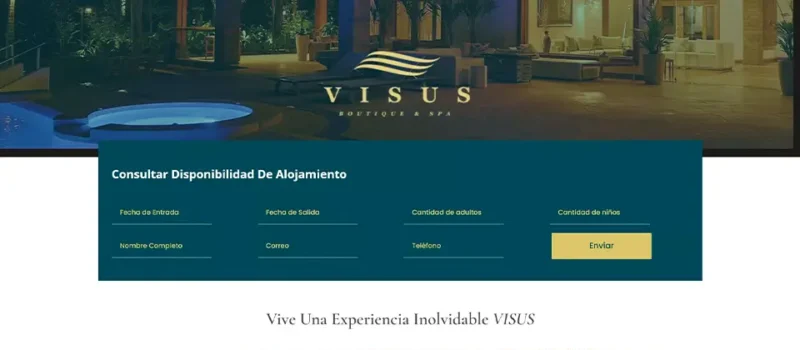 VISUS
BOUTIQUE & SPA
Consultar Disponibilidad De Alojamiento
Fecha de Entrada
Fecha de Salida
Cantidad de adultos
Cantidad de niños
Nombre Completo
Correo
Teléfono
Enviar
Vive Una Experiencia Inolvidable VISUS